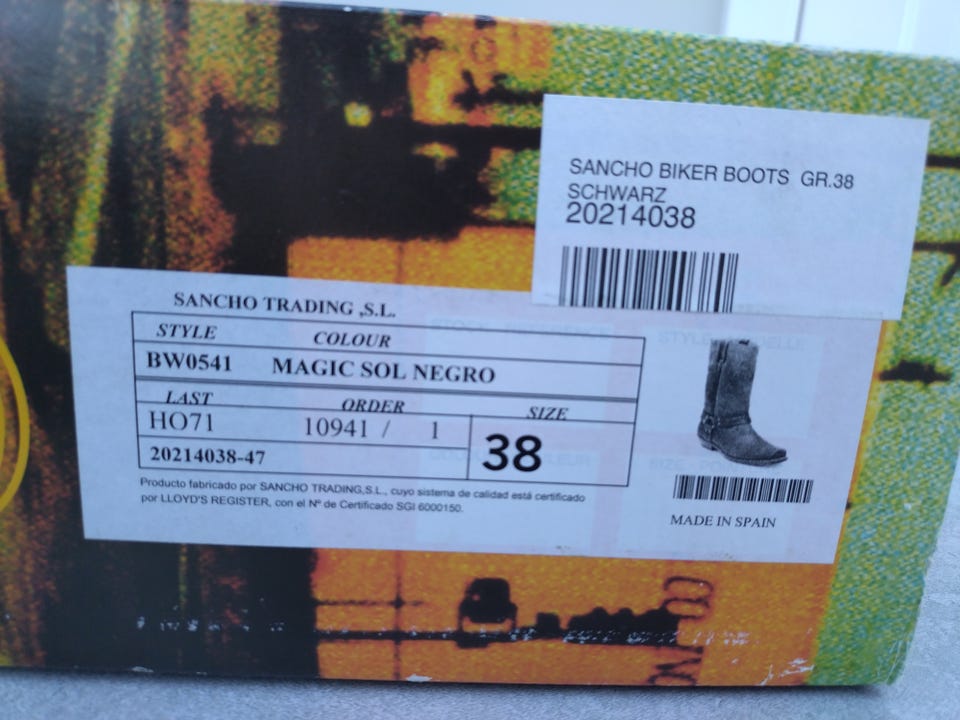 SANCHO BIKER BOOTS GR.38
SCHWARZ
20214038
SANCHO TRADING ,S.L.
STYLE COLOUR
BW0541 MAGIC SOL NEGRO
LAST ORDER SIZE
HO71 10941 / 1 38
20214038-47
Producto fabricado por SANCHO TRADING,S.L., cuyo sistema de calidad está certificado
por LLOYD'S REGISTER, con el Nº de Certificado SGI 6000150.
MADE IN SPAIN